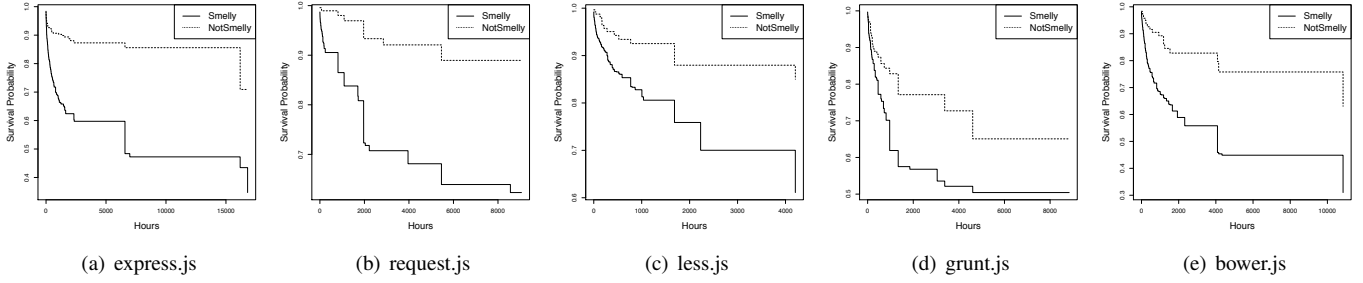 Smelly
NotSmelly
Survival Probability
1.0
0.9
0.8
0.7
0.6
0.5
0.4
0
5000
10000
15000
Hours
(a) express.js
Smelly
NotSmelly
Survival Probability
1.0
0.9
0.8
0.7
0
2000
4000
6000
8000
Hours
(b) request.js
Smelly
NotSmelly
Survival Probability
1.0
0.9
0.8
0.7
0.6
0
1000
2000
3000
4000
Hours
(c) less.js
Smelly
NotSmelly
Survival Probability
1.0
0.9
0.8
0.7
0.6
0.5
0
2000
4000
6000
8000
Hours
(d) grunt.js
Smelly
NotSmelly
Survival Probability
1.0
0.9
0.8
0.7
0.6
0.5
0.4
0.3
0
2000
4000
6000
8000
10000
Hours
(e) bower.js